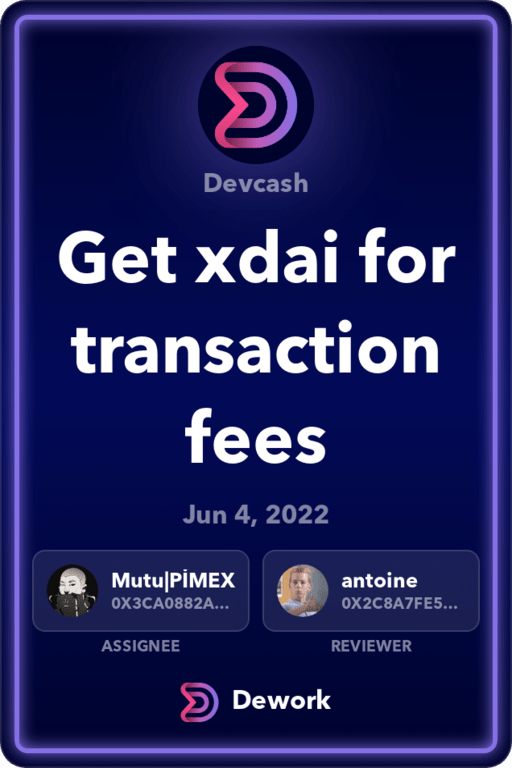 Devcash
Get xdai for
transaction
fees
Jun 4, 2022
Mutu|PİMEX
0X3CA0882A...
antoine
0X2C8A7FE5...
ASSIGNEE
REVIEWER
Dework